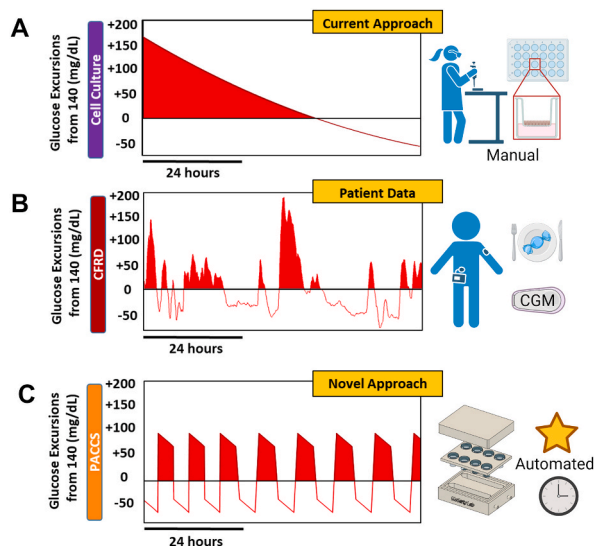 A
Current Approach
Glucose Excursions
from 140 (mg/dL)
Cell Culture
+200
+150
+100
+50
0
-50
24 hours
Manual
B
Patient Data
Glucose Excursions
from 140 (mg/dL)
CFRD
+200
+150
+100
+50
0
-50
24 hours
CGM
C
Novel Approach
Glucose Excursions
from 140 (mg/dL)
PACCS
+200
+150
+100
+50
0
-50
24 hours
Automated